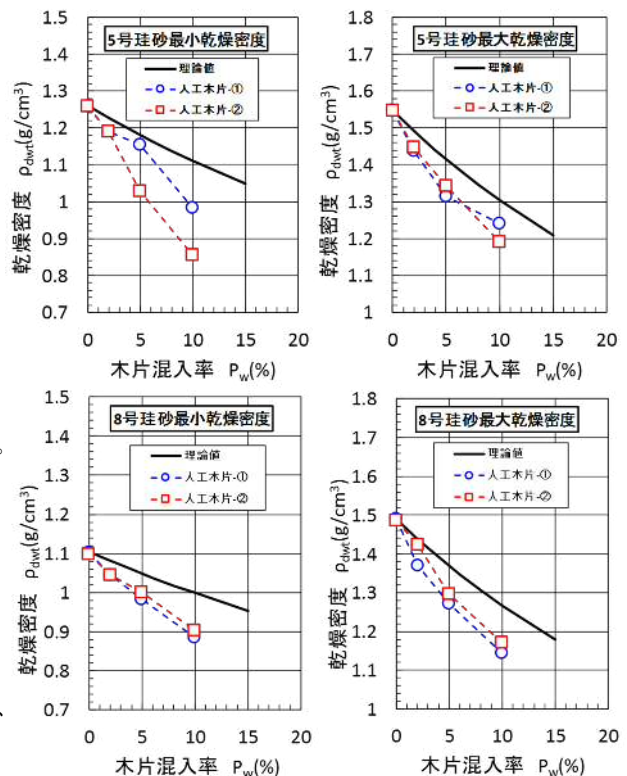 5号珪砂最小乾燥密度
理論値
人工木片-①
人工木片-②
乾燥密度 ρdwt(g/cm³)
1.5
1.4
1.3
1.2
1.1
1
0.9
0.8
0.7
0 5 10 15 20
木片混入率 Pw(%)
5号珪砂最大乾燥密度
理論値
人工木片-①
人工木片-②
乾燥密度 ρdwt(g/cm³)
1.8
1.7
1.6
1.5
1.4
1.3
1.2
1.1
1
0 5 10 15 20
木片混入率 Pw(%)
8号珪砂最小乾燥密度
理論値
人工木片-①
人工木片-②
乾燥密度 ρdwt(g/cm³)
1.5
1.4
1.3
1.2
1.1
1
0.9
0.8
0.7
0 5 10 15 20
木片混入率 Pw(%)
8号珪砂最大乾燥密度
理論値
人工木片-①
人工木片-②
乾燥密度 ρdwt(g/cm³)
1.8
1.7
1.6
1.5
1.4
1.3
1.2
1.1
1
0 5 10 15 20
木片混入率 Pw(%)
。